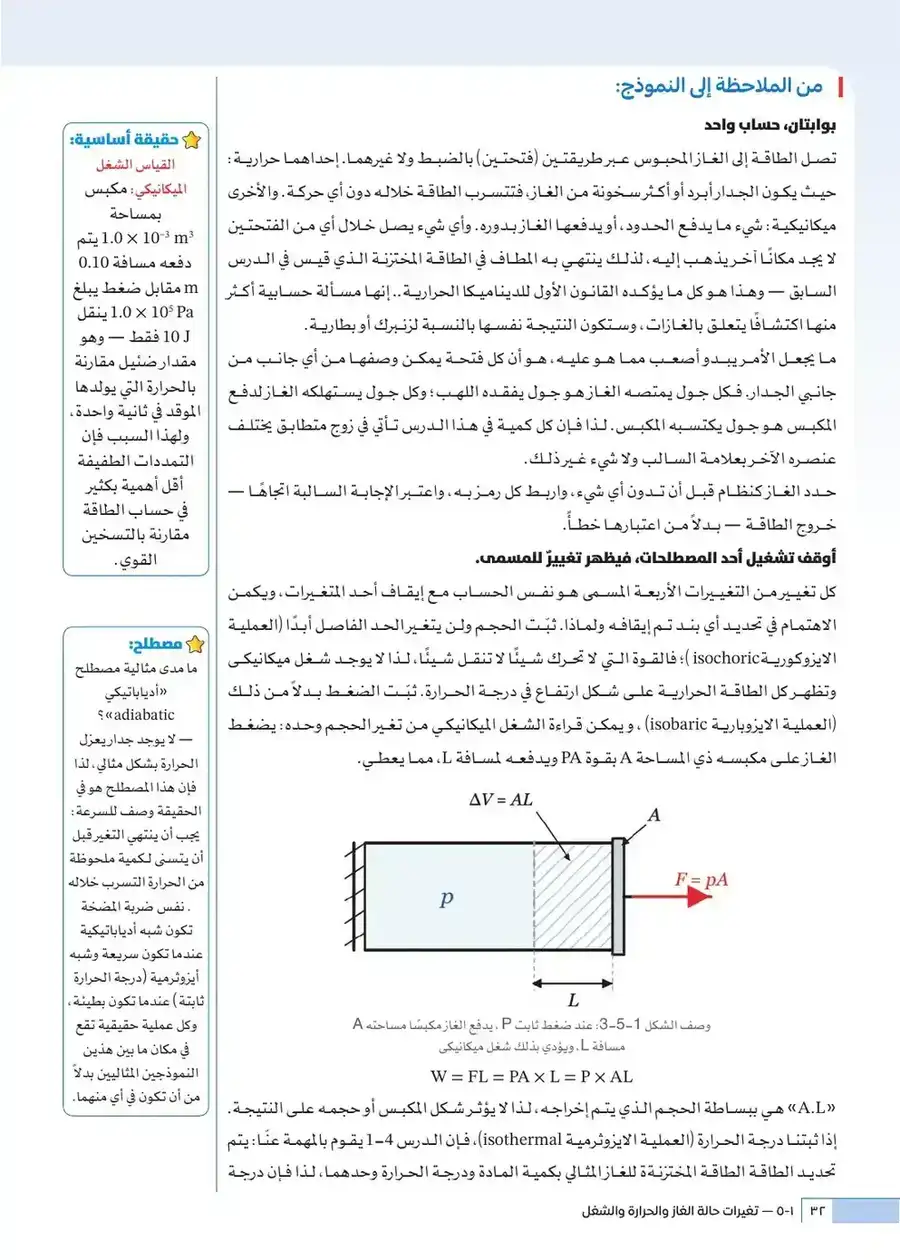 من الملاحظة إلى النموذج:
بوابتان، حساب واحد
تصل الطاقة إلى الغاز المحبوس عبر طريقتين (فتحتين) بالضبط ولا غيرهما. إحداهما حرارية:
حيث يكون الجدار أبرد أو أكثر سخونة من الغاز، فتتسرب الطاقة خلاله دون أي حركة. والأخرى
ميكانيكية: شيء ما يدفع الحدود، أو يدفعها الغاز بدوره. وأي شيء يصل خلال أي من الفتحتين
لا يجد مكانًا آخر يذهب إليه، لذلك ينتهي به المطاف في الطاقة المختزنة الذي قيس في الدرس
السابق — وهذا هو كل ما يؤكده القانون الأول للديناميكا الحرارية.. إنها مسألة حسابية أكثر
منها اكتشافًا يتعلق بالغازات، وستكون النتيجة نفسها بالنسبة لزنبرك أو بطارية.
ما يجعل الأمر يبدو أصعب مما هو عليه، هو أن كل فتحة يمكن وصفها من أي جانب من
جانبي الجدار. فكل جول يمتصه الغاز هو جول يفقده اللهب؛ وكل جول يستهلكه الغاز لدفع
المكبس هو جول يكتسبه المكبس. لذا فإن كل كمية في هذا الدرس تأتي في زوج متطابق يختلف
عنصره الآخر بعلامة السالب ولا شيء غير ذلك.
حدد الغاز كنظام قبل أن تدون أي شيء، واربط كل رمز به، واعتبر الإجابة السالبة اتجاهًا —
خروج الطاقة — بدلاً من اعتبارها خطأً.
أوقف تشغيل أحد المصطلحات، فيظهر تغييرٌ للمسمى.
كل تغيير من التغييرات الأربعة المسمى هو نفس الحساب مع إيقاف أحد المتغيرات، ويكمن
الاهتمام في تحديد أي بند تم إيقافه ولماذا. ثبّت الحجم ولن يتغير الحد الفاصل أبدًا (العملية
الايزوكورية isochoric)؛ فالقوة التي لا تحرك شيئًا لا تنقل شيئًا، لذا لا يوجد شغل ميكانيكى
وتظهر كل الطاقة الحرارية على شكل ارتفاع في درجة الحرارة. ثبّت الضغط بدلاً من ذلك
(العملية الايزوبارية isobaric)، ويمكن قراءة الشغل الميكانيكي من تغير الحجم وحده: يضغط
الغاز على مكبسه ذي المساحة A بقوة PA ويدفعه لمسافة L، مما يعطي.
ΔV = AL
A
F = pA
p
L
وصف الشكل 1-5-3: عند ضغط ثابت P، يدفع الغاز مكبسًا مساحته A
مسافة L، ويؤدي بذلك شغل ميكانيكى
W = FL = PA × L = P × AL
«A.L» هي ببساطة الحجم الذي يتم إخراجه، لذا لا يؤثر شكل المكبس أو حجمه على النتيجة.
إذا ثبتنا درجة الحرارة (العملية الايزوثرمية isothermal)، فإن الدرس 4-1 يقوم بالمهمة عنّا: يتم
تحديد الطاقة الطاقة المختزنةة للغاز المثالي بكمية المادة ودرجة الحرارة وحدهما، لذا فإن درجة
حقيقة أساسية:
القياس الشغل
الميكانيكي: مكبس
بمساحة
1.0 × 10⁻³ m³ يتم
دفعه مسافة 0.10
m مقابل ضغط يبلغ
1.0 × 10⁵ Pa ينقل
10 J فقط — وهو
مقدار ضئيل مقارنة
بالحرارة التي يولدها
الموقد في ثانية واحدة،
ولهذا السبب فإن
التمددات الطفيفة
أقل أهمية بكثير
في حساب الطاقة
مقارنة بالتسخين
القوي.
مصطلح:
ما مدى مثالية مصطلح
«أدياباتيكي
adiabatic»؟
— لا يوجد جدار يعزل
الحرارة بشكل مثالي، لذا
فإن هذا المصطلح هو في
الحقيقة وصف للسرعة:
يجب أن ينتهي التغير قبل
أن يتسنى لكمية ملحوظة
من الحرارة التسرب خلاله
. نفس ضربة المضخة
تكون شبه أدياباتيكية
عندما تكون سريعة وشبه
أيزوثرمية (درجة الحرارة
ثابتة) عندما تكون بطيئة،
وكل عملية حقيقية تقع
في مكان ما بين هذين
النموذجين المثاليين بدلاً
من أن تكون في أي منهما.
٣٢ ١-٥ — تغيرات حالة الغاز والحرارة والشغل